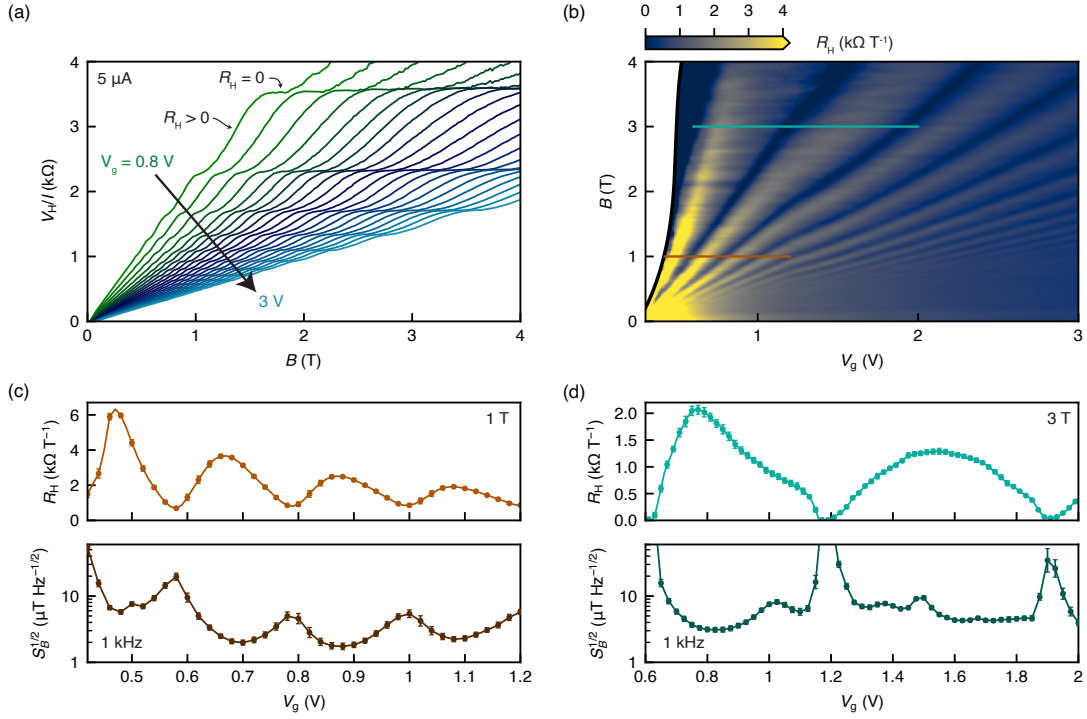 (a)
5 μA
R_H = 0
R_H > 0
V_g = 0.8 V
3 V
V_H/I (kΩ)
0 1 2 3 4
0 1 2 3 4
B (T)
(b)
0 1 2 3 4
R_H (kΩ T⁻¹)
B (T)
0 1 2 3 4
1 2 3
V_g (V)
(c)
1 T
R_H (kΩ T⁻¹)
0 2 4 6
S_B^1/2 (μT Hz^-1/2)
1 10
1 kHz
0.5 0.6 0.7 0.8 0.9 1 1.1 1.2
V_g (V)
(d)
3 T
R_H (kΩ T⁻¹)
0.0 0.5 1.0 1.5 2.0
S_B^1/2 (μT Hz^-1/2)
1 10
1 kHz
0.6 0.8 1 1.2 1.4 1.6 1.8 2
V_g (V)